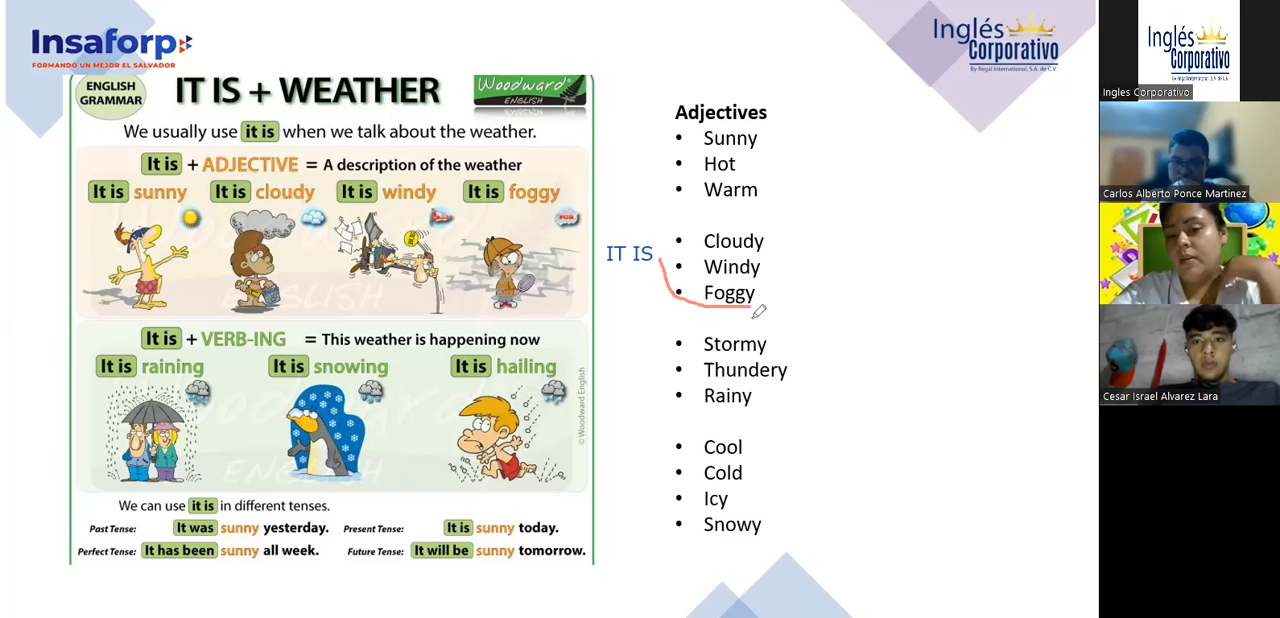 Insaforp
FORMANDO UN MEJOR EL SALVADOR
Inglés
Corporativo
By Regal International, S.A. de C.V.
ENGLISH
GRAMMAR
IT IS + WEATHER
Woodward
ENGLISH
We usually use it is when we talk about the weather.
It is + ADJECTIVE = A description of the weather
It is sunny It is cloudy It is windy It is foggy
It is + VERB-ING = This weather is happening now
It is raining It is snowing It is hailing
© Woodward English
We can use it is in different tenses.
Past Tense: It was sunny yesterday. Present Tense: It is sunny today.
Perfect Tense: It has been sunny all week. Future Tense: It will be sunny tomorrow.
IT IS
Adjectives
• Sunny
• Hot
• Warm
• Cloudy
• Windy
• Foggy
• Stormy
• Thundery
• Rainy
• Cool
• Cold
• Icy
• Snowy
Inglés
Corporativo
Ingles Corporativo
Carlos Alberto Ponce Martinez
Cesar Israel Alvarez Lara